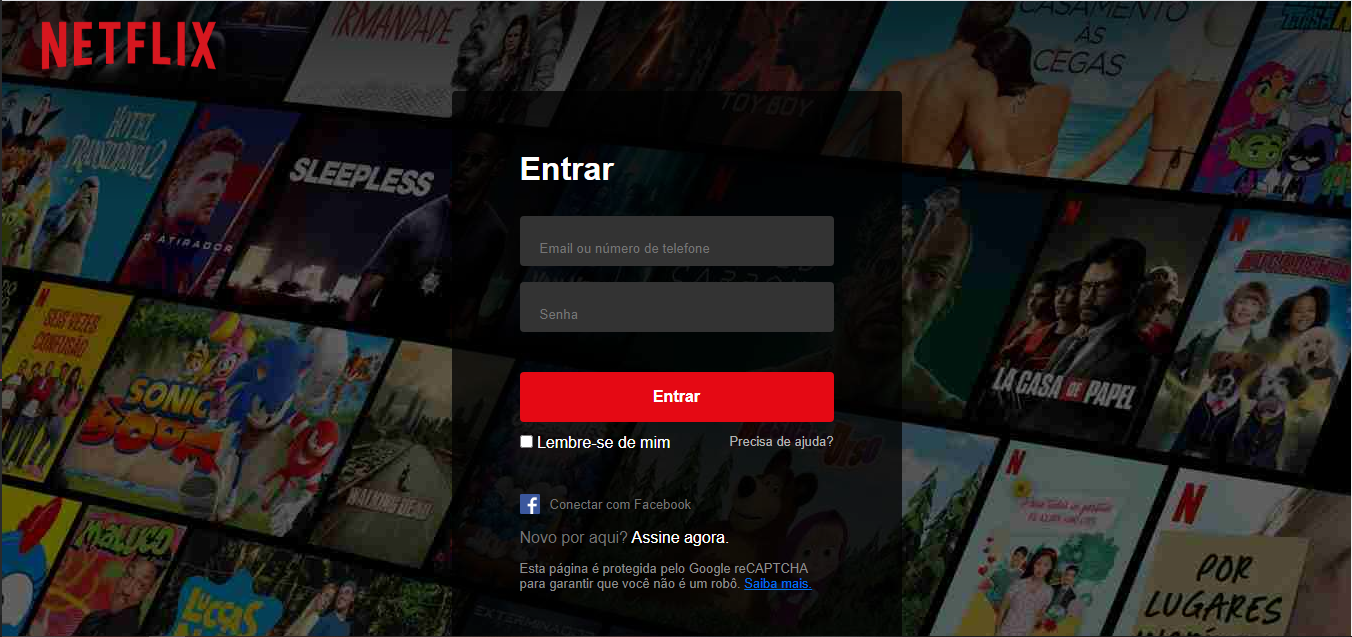 NETFLIX
IRMANDADE
CASAMENTO
ÀS
CEGAS
TOY BOY
HOTEL
TRANSILVÂNIA 2
SLEEPLESS
O ATIRADOR
Entrar
Email ou número de telefone
Senha
Entrar
Lembre-se de mim
Precisa de ajuda?
Conectar com Facebook
Novo por aqui? Assine agora.
Esta página é protegida pelo Google reCAPTCHA
para garantir que você não é um robô. Saiba mais.
SEIS VEZES
CONFUSÃO
SONIC
BOOM
LA CASA DE PAPEL
WALKING DEAD
Urso
MALUCO
LUCCAS
POR
LUGARES